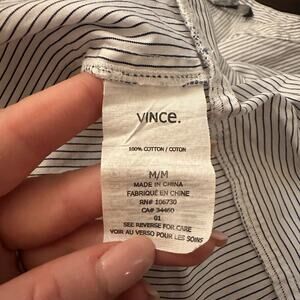 VINCE.
100% COTTON / COTON
M/M
MADE IN CHINA
FABRIQUÉ EN CHINE
RN# 106730
CA# 34460
01
SEE REVERSE FOR CARE
VOIR AU VERSO POUR LES SOINS